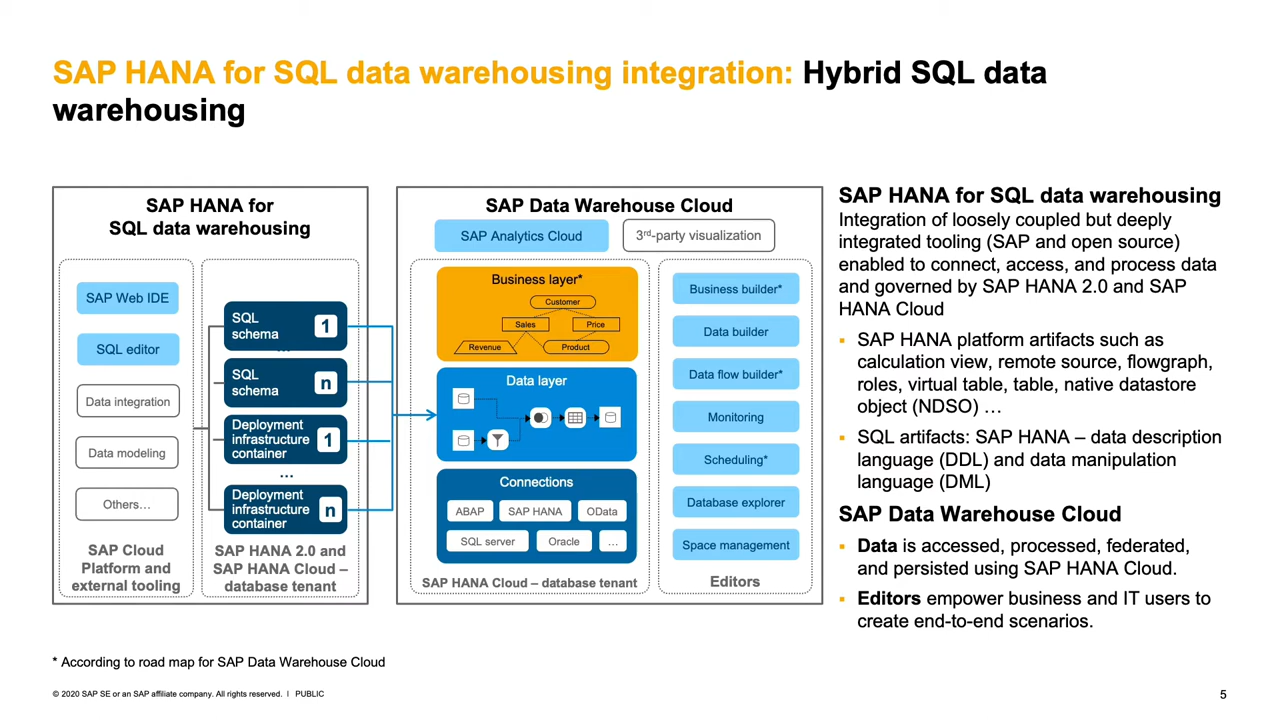 SAP HANA for SQL data warehousing integration: Hybrid SQL data
warehousing
SAP HANA for
SQL data warehousing
SAP Web IDE
SQL editor
Data integration
Data modeling
Others…
SAP Cloud
Platform and
external tooling
SQL
schema
1
…
SQL
schema
n
Deployment
infrastructure
container
1
…
Deployment
infrastructure
container
n
SAP HANA 2.0 and
SAP HANA Cloud –
database tenant
SAP Data Warehouse Cloud
SAP Analytics Cloud
3rd-party visualization
Business layer*
Customer
Sales
Price
Revenue
Product
Data layer
Connections
ABAP
SAP HANA
OData
SQL server
Oracle
…
SAP HANA Cloud – database tenant
Business builder*
Data builder
Data flow builder*
Monitoring
Scheduling*
Database explorer
Space management
Editors
SAP HANA for SQL data warehousing
Integration of loosely coupled but deeply
integrated tooling (SAP and open source)
enabled to connect, access, and process data
and governed by SAP HANA 2.0 and SAP
HANA Cloud
▪ SAP HANA platform artifacts such as
calculation view, remote source, flowgraph,
roles, virtual table, table, native datastore
object (NDSO) …
▪ SQL artifacts: SAP HANA – data description
language (DDL) and data manipulation
language (DML)
SAP Data Warehouse Cloud
▪ Data is accessed, processed, federated,
and persisted using SAP HANA Cloud.
▪ Editors empower business and IT users to
create end-to-end scenarios.
* According to road map for SAP Data Warehouse Cloud
© 2020 SAP SE or an SAP affiliate company. All rights reserved. ǀ PUBLIC
5